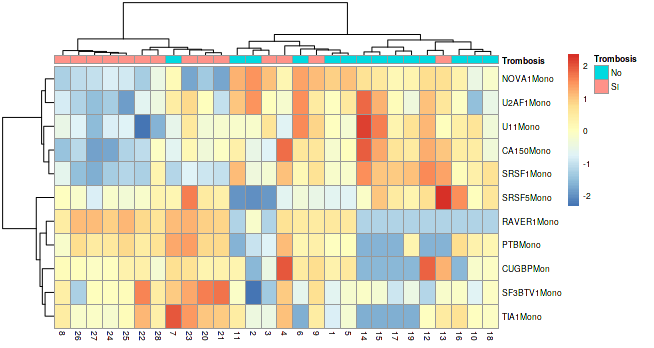 Trombosis
NOVA1Mono
U2AF1Mono
U11Mono
CA150Mono
SRSF1Mono
SRSF5Mono
RAVER1Mono
PTBMono
CUGBPMon
SF3BTV1Mono
TIA1Mono
8 26 27 24 25 22 28 7 23 20 21 11 2 3 4 6 9 1 5 14 15 17 19 12 13 16 10 18
2
1
0
-1
-2
Trombosis
No
SI